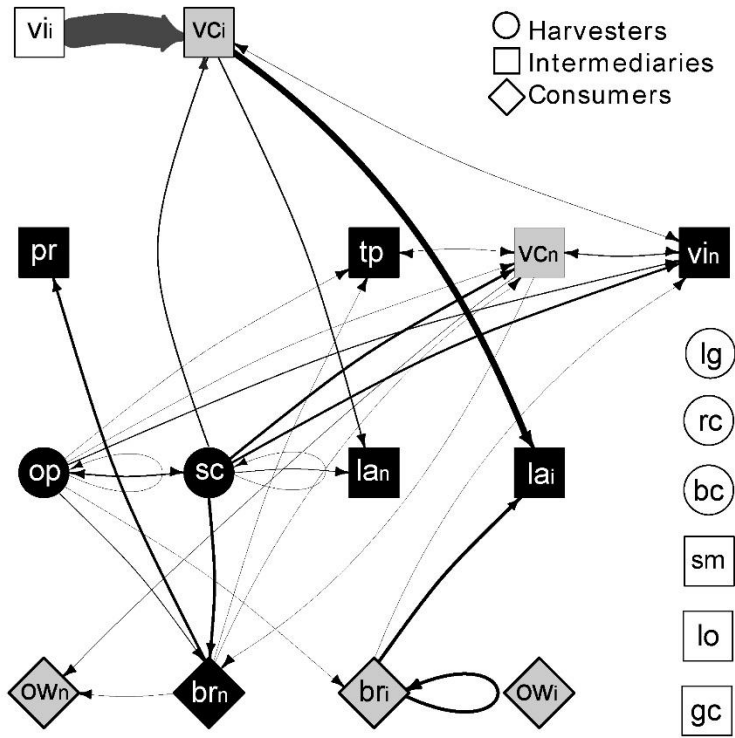 vii
vci
Harvesters
Intermediaries
Consumers
pr
tp
vcn
vin
lg
rc
bc
op
sc
lan
lai
sm
lo
gc
own
brn
bri
owi